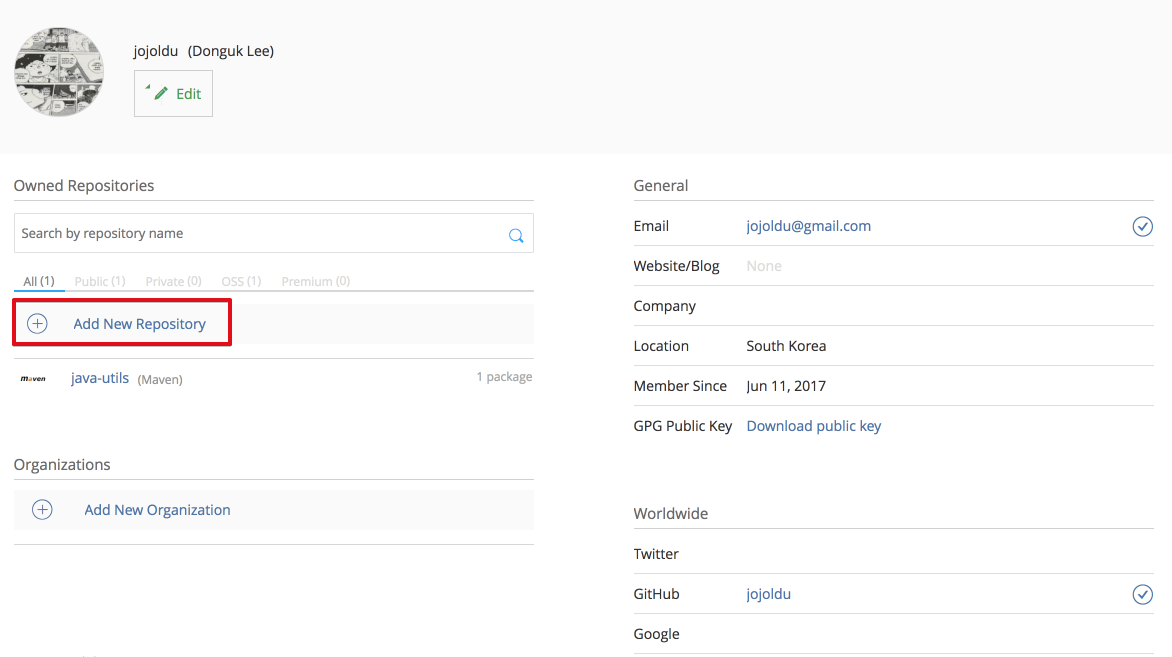 jojoldu (Donguk Lee)
Edit
Owned Repositories
Search by repository name
All (1) Public (1) Private (0) OSS (1) Premium (0)
Add New Repository
maven java-utils (Maven) 1 package
Organizations
Add New Organization
General
Email jojoldu@gmail.com
Website/Blog None
Company
Location South Korea
Member Since Jun 11, 2017
GPG Public Key Download public key
Worldwide
Twitter
GitHub jojoldu
Google